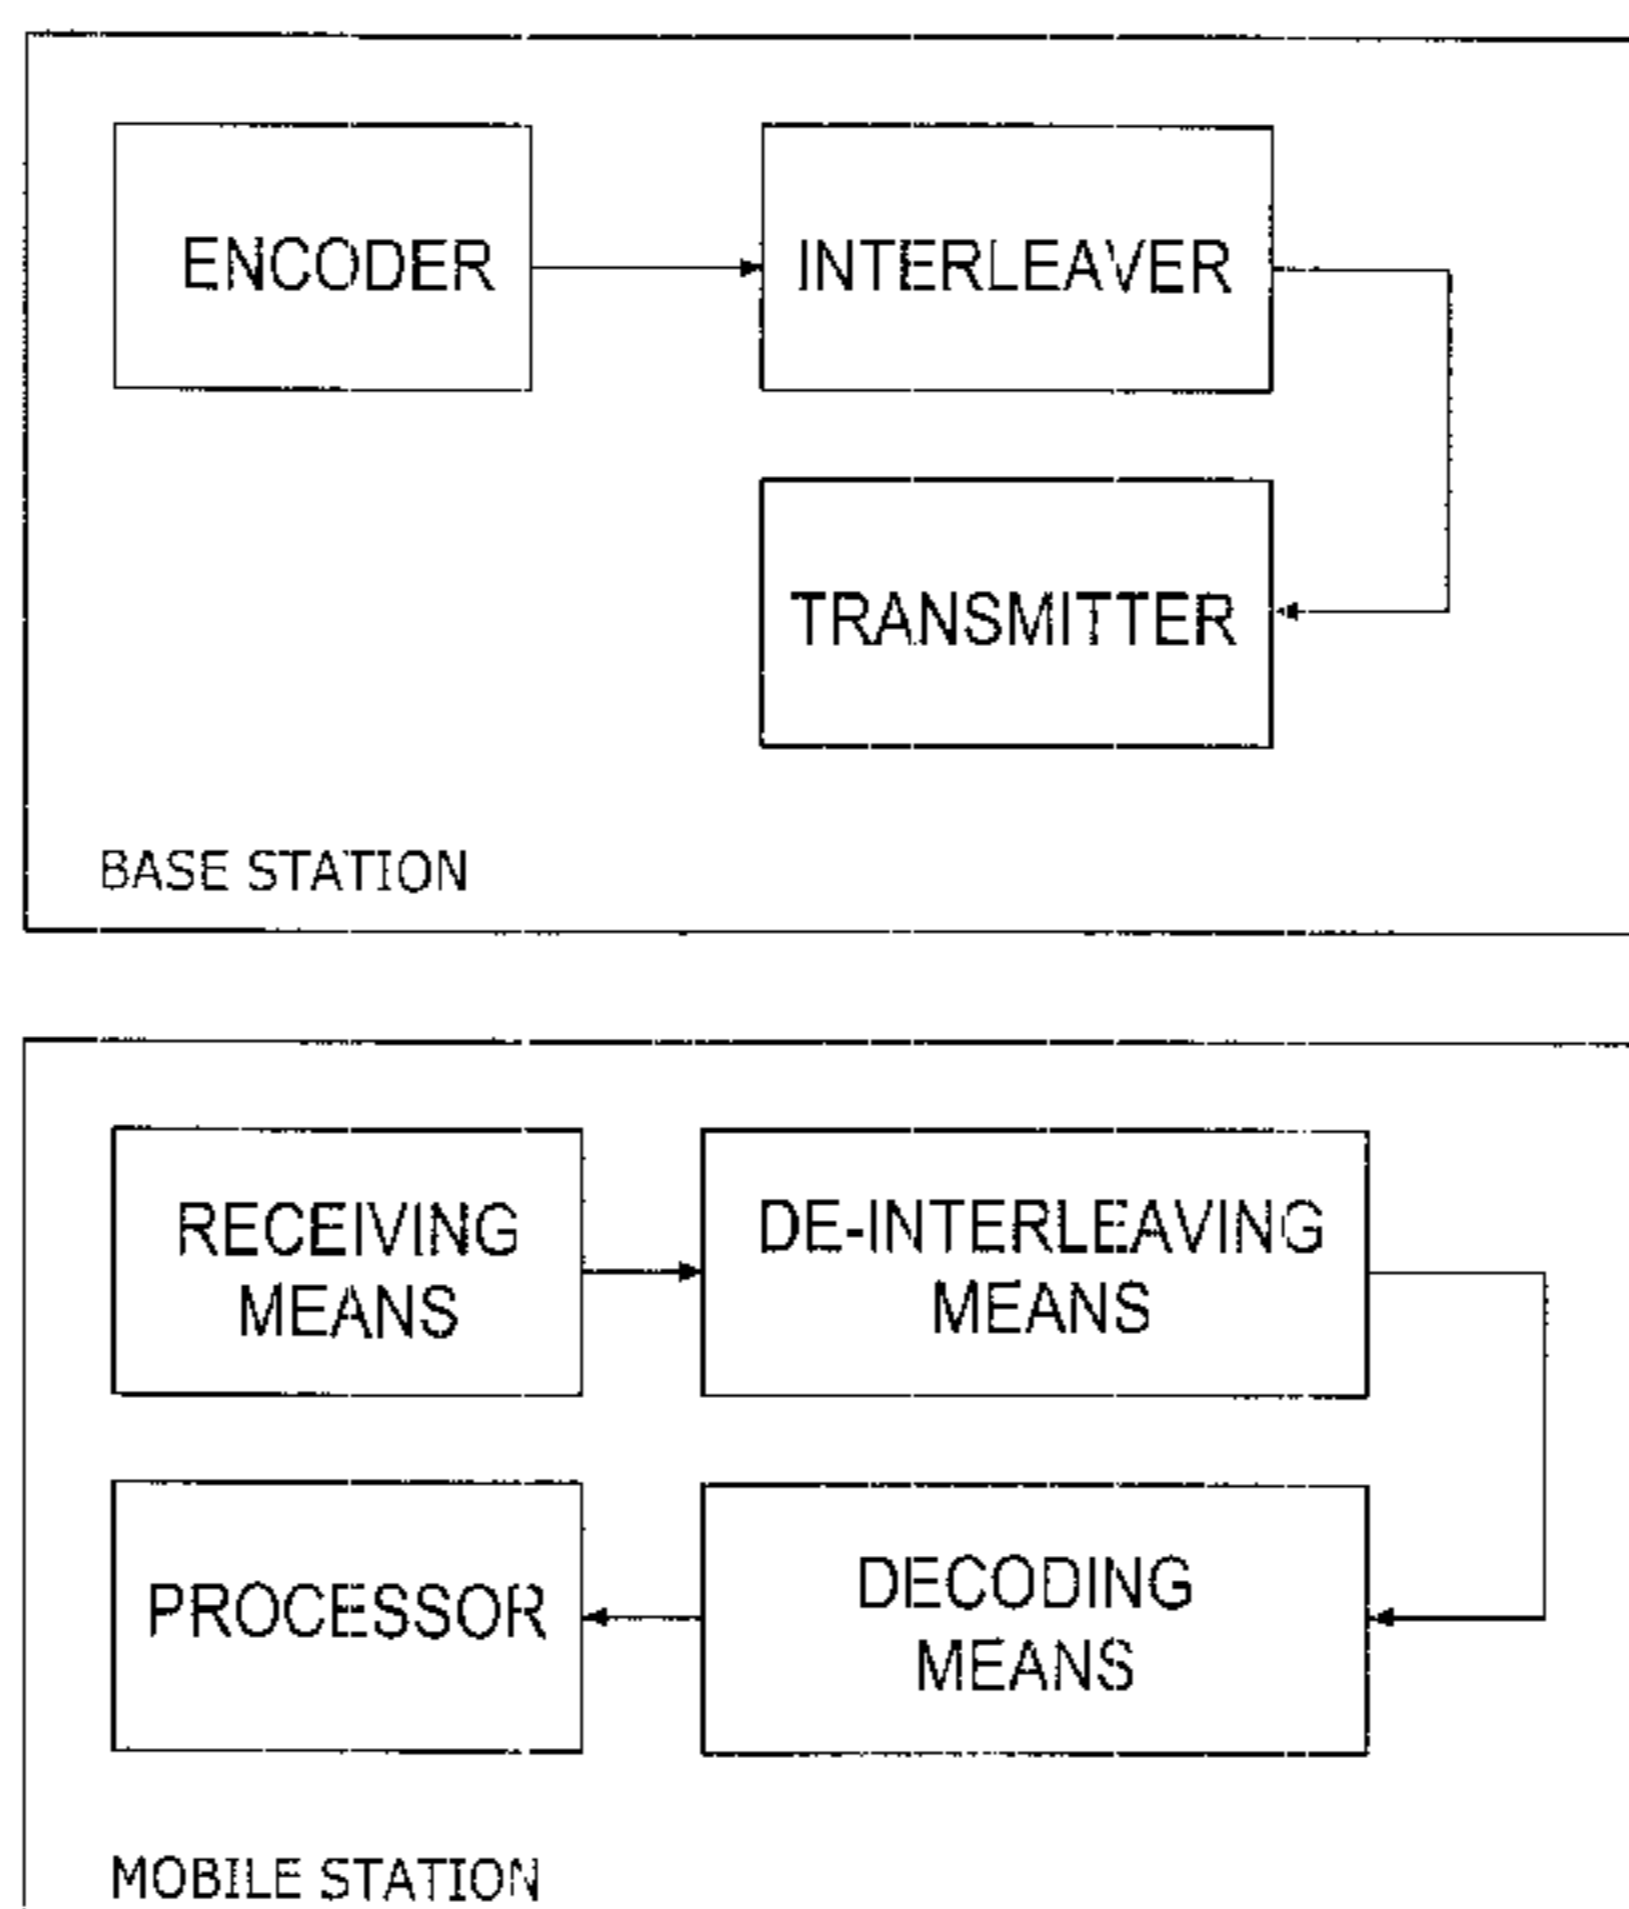 ENCODER
INTERLEAVER
TRANSMITTER
BASE STATION
RECEIVING
MEANS
DE-INTERLEAVING
MEANS
PROCESSOR
DECODING
MEANS
MOBILE STATION